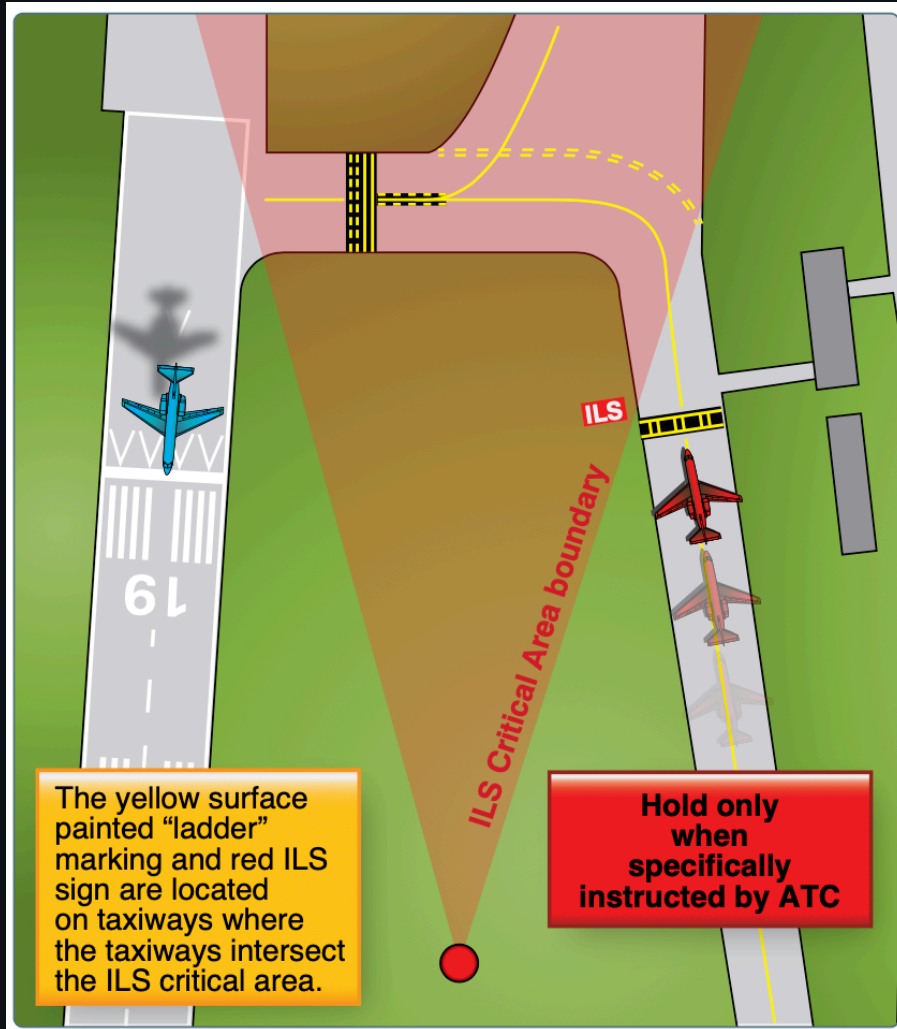 ILS
ILS Critical Area boundary
19
The yellow surface
painted “ladder”
marking and red ILS
sign are located
on taxiways where
the taxiways intersect
the ILS critical area.
Hold only
when
specifically
instructed by ATC